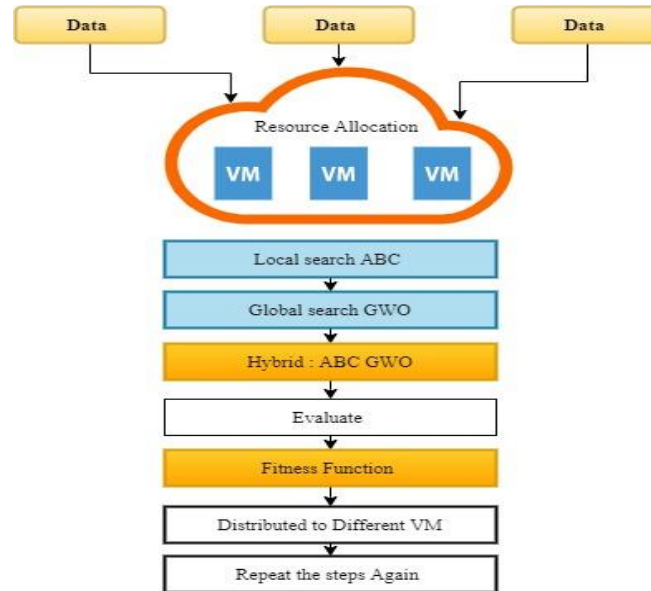 Data
Data
Data
Resource Allocation
VM
VM
VM
Local search ABC
Global search GWO
Hybrid : ABC GWO
Evaluate
Fitness Function
Distributed to Different VM
Repeat the steps Again